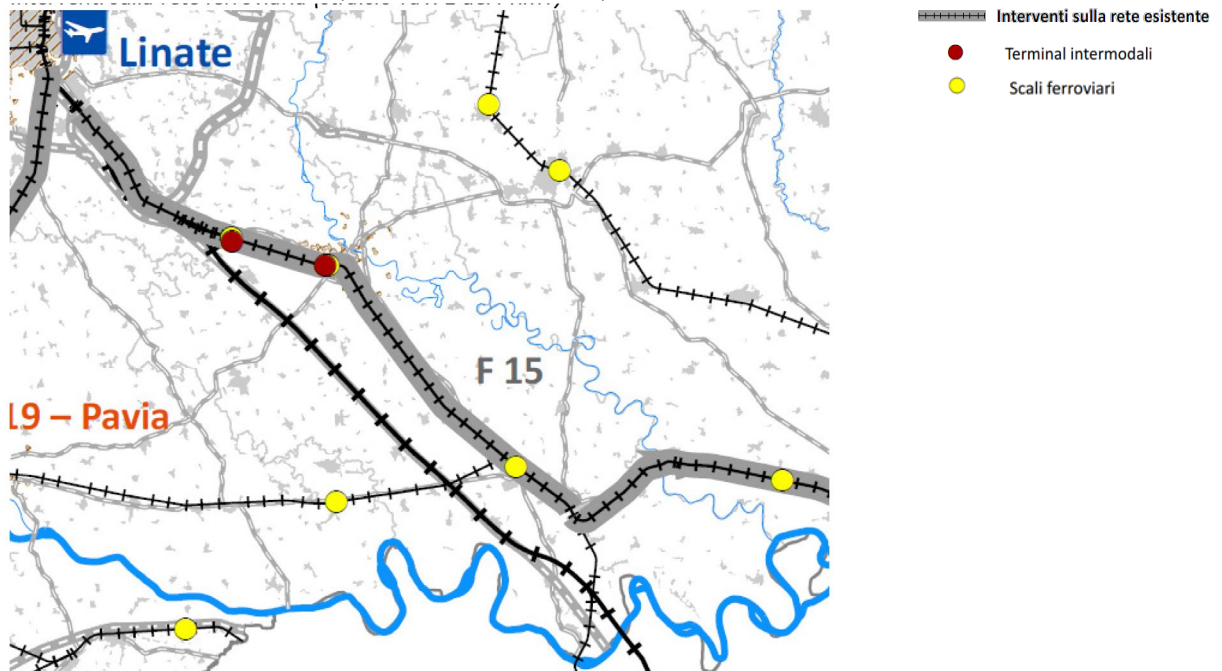 Interventi sulla rete esistente
Terminal intermodali
Scali ferroviari
Linate
F 15
19 – Pavia